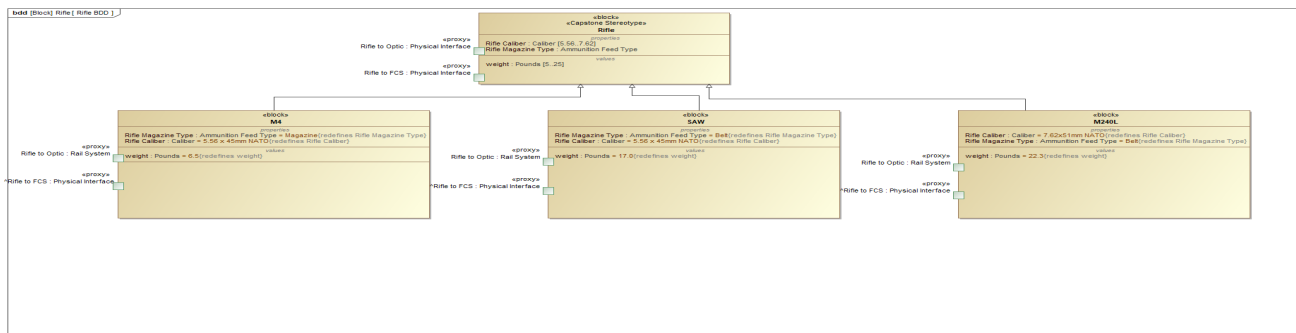 bdd [Block] Rifle [ Rifle BDD ]
«block»
«Capstone Stereotype»
Rifle
properties
Rifle Caliber : Caliber [5.56..7.62]
Rifle Magazine Type : Ammunition Feed Type
values
weight : Pounds [5..25]
«proxy»
Rifle to Optic : Physical Interface
«proxy»
Rifle to FCS : Physical Interface
«block»
M4
properties
Rifle Magazine Type : Ammunition Feed Type = Magazine{redefines Rifle Magazine Type}
Rifle Caliber : Caliber = 5.56 x 45mm NATO{redefines Rifle Caliber}
values
weight : Pounds = 6.5{redefines weight}
«proxy»
Rifle to Optic : Rail System
«proxy»
^Rifle to FCS : Physical Interface
«block»
SAW
properties
Rifle Magazine Type : Ammunition Feed Type = Belt{redefines Rifle Magazine Type}
Rifle Caliber : Caliber = 5.56 x 45mm NATO{redefines Rifle Caliber}
values
weight : Pounds = {redefines weight}
«proxy»
Rifle to Optic : Rail System
«proxy»
^Rifle to FCS : Physical Interface
«block»
M240L
properties
Rifle Caliber : Caliber = 7.62x51mm NATO{redefines Rifle Caliber}
Rifle Magazine Type : Ammunition Feed Type = Belt{redefines Rifle Magazine Type}
values
weight : Pounds = 22.3{redefines weight}
«proxy»
Rifle to Optic : Rail System
«proxy»
^Rifle to FCS : Physical Interface